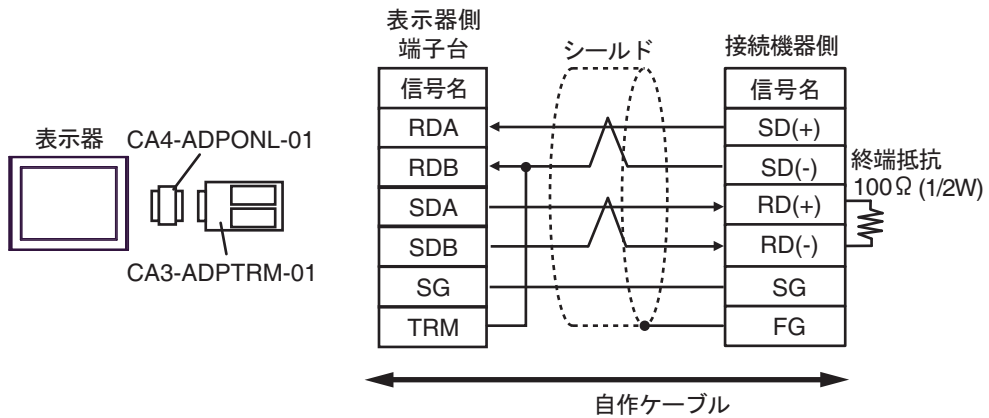 表示器
CA4-ADPONL-01
CA3-ADPTRM-01
表示器側
端子台
信号名
RDA
RDB
SDA
SDB
SG
TRM
シールド
接続機器側
信号名
SD(+)
SD(-)
RD(+)
RD(-)
SG
FG
終端抵抗
100Ω (1/2W)
自作ケーブル